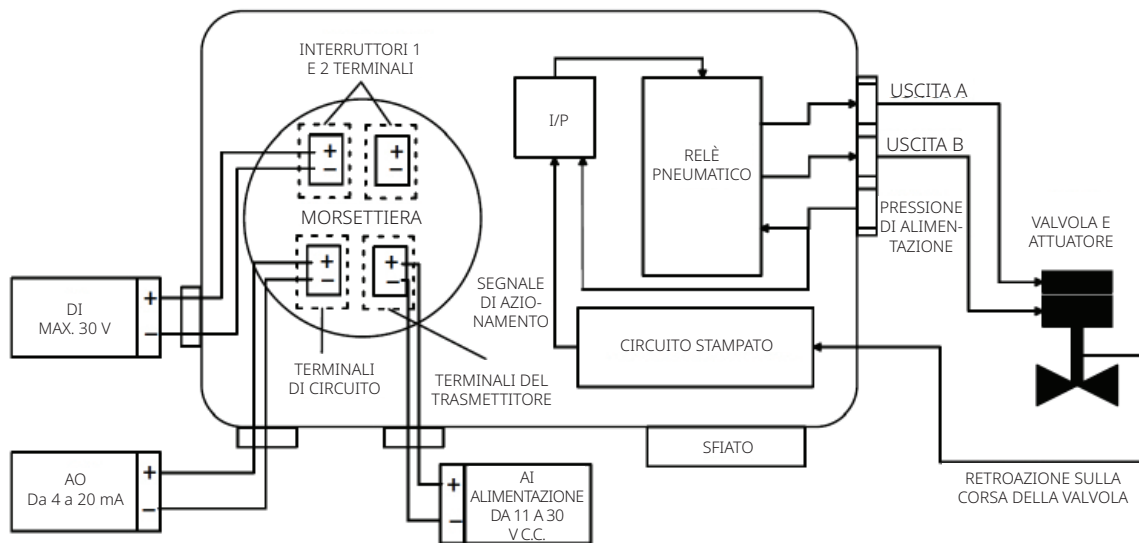 INTERRUTTORI 1
E 2 TERMINALI
+
−
+
−
MORSETTIERA
+
−
+
−
I/P
RELÈ
PNEUMATICO
USCITA A
USCITA B
PRESSIONE
DI ALIMEN-
TAZIONE
VALVOLA E
ATTUATORE
DI
MAX. 30 V
+
−
SEGNALE
DI AZIO-
NAMENTO
CIRCUITO STAMPATO
TERMINALI
DI CIRCUITO
TERMINALI DEL
TRASMETTITORE
SFIATO
AO
Da 4 a 20 mA
+
−
+
−
AI
ALIMENTAZIONE
DA 11 A 30
V C.C.
RETROAZIONE SULLA
CORSA DELLA VALVOLA